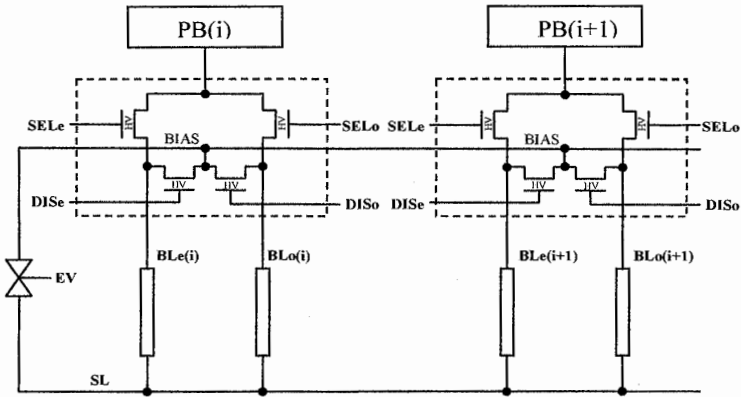 PB(i) PB(i+1)
SELe HV HV SELo SELe HV HV SELo
BIAS BIAS
HV HV HV HV
DISe DISo DISe DISo
BLe(i) BLo(i) BLe(i+1) BLo(i+1)
EV
SL